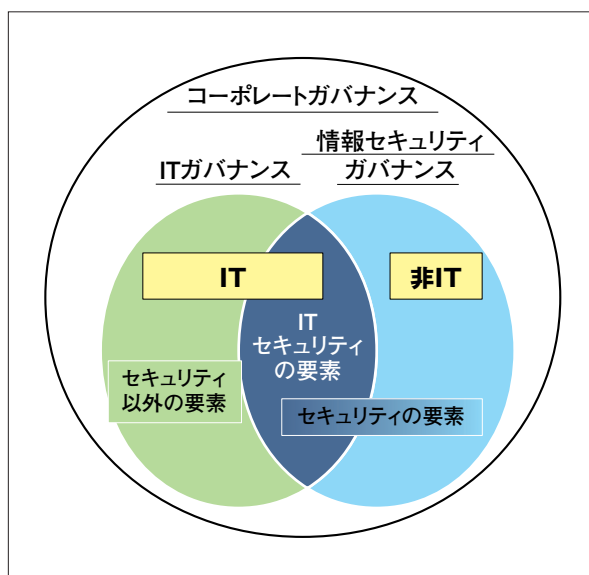 コーポレートガバナンス
情報セキュリティ
ITガバナンス
ガバナンス
IT
非IT
IT
セキュリティ
の要素
セキュリティ
以外の要素
セキュリティの要素